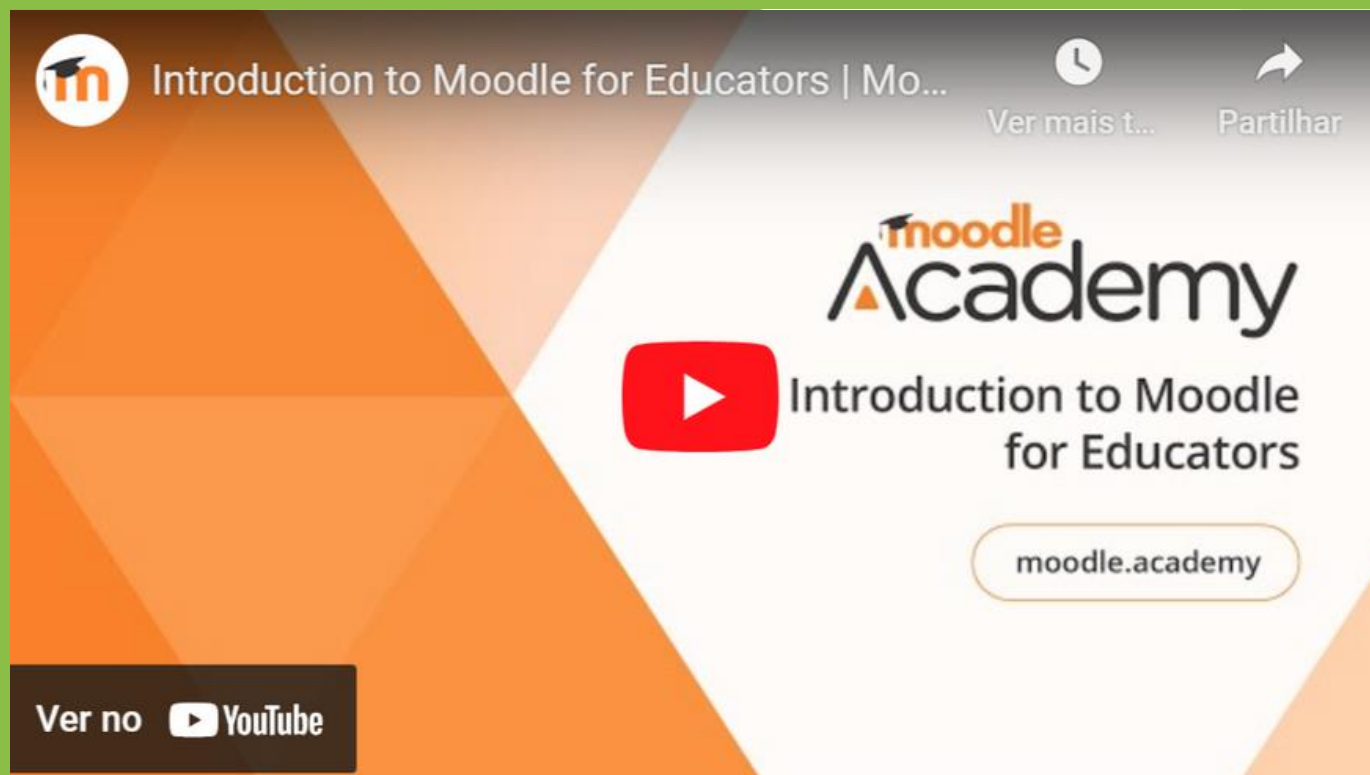 Introduction to Moodle for Educators | Mo...
Ver mais t...
Partilhar
moodle
Academy
Introduction to Moodle
for Educators
moodle.academy
Ver no YouTube